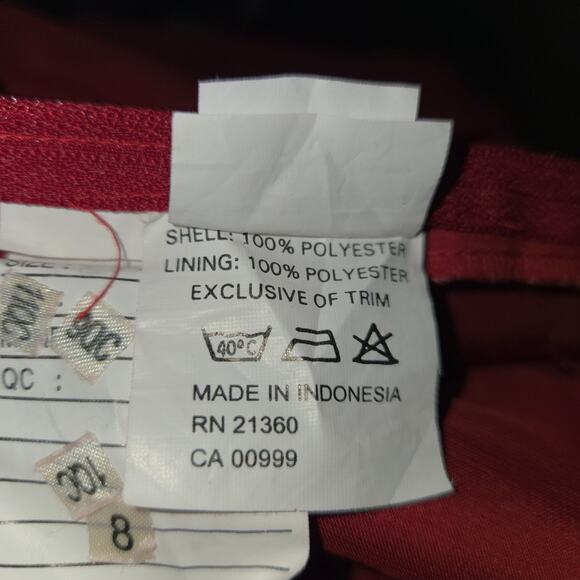 SHELL: 100% POLYESTER
LINING: 100% POLYESTER
EXCLUSIVE OF TRIM
40°C
MADE IN INDONESIA
RN 21360
CA 00999
QC :
8